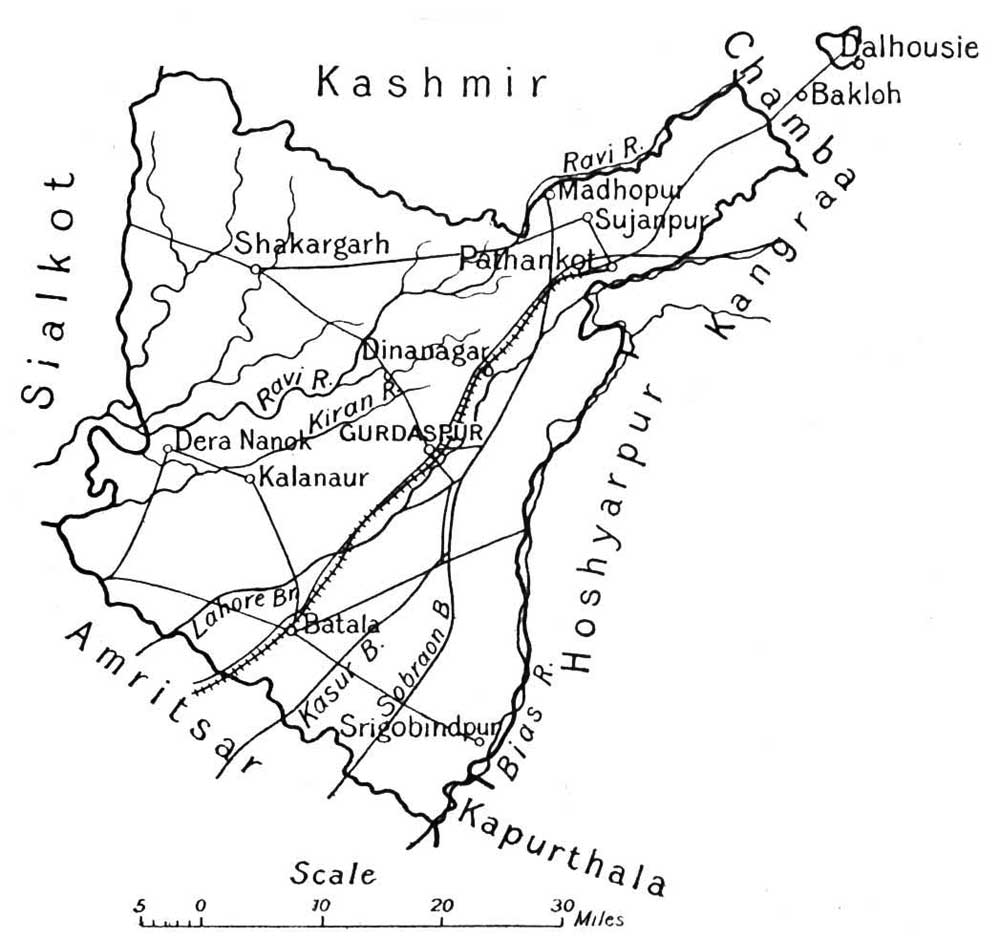 Kashmir
Chamba
Dalhousie
Bakloh
Ravi R.
Madhopur
Sujanpur
Sialkot
Shakargarh
Pathankot
Kangra
Dinanagar
Ravi R.
Kiran R.
GURDASPUR
Dera Nanok
Kalanaur
Hoshyarpur
Lahore Br.
Batala
Kasur B.
Sobraon B
Amritsar
Srigobindpur
Bias R.
Kapurthala
Scale
5 0 10 20 30 Miles